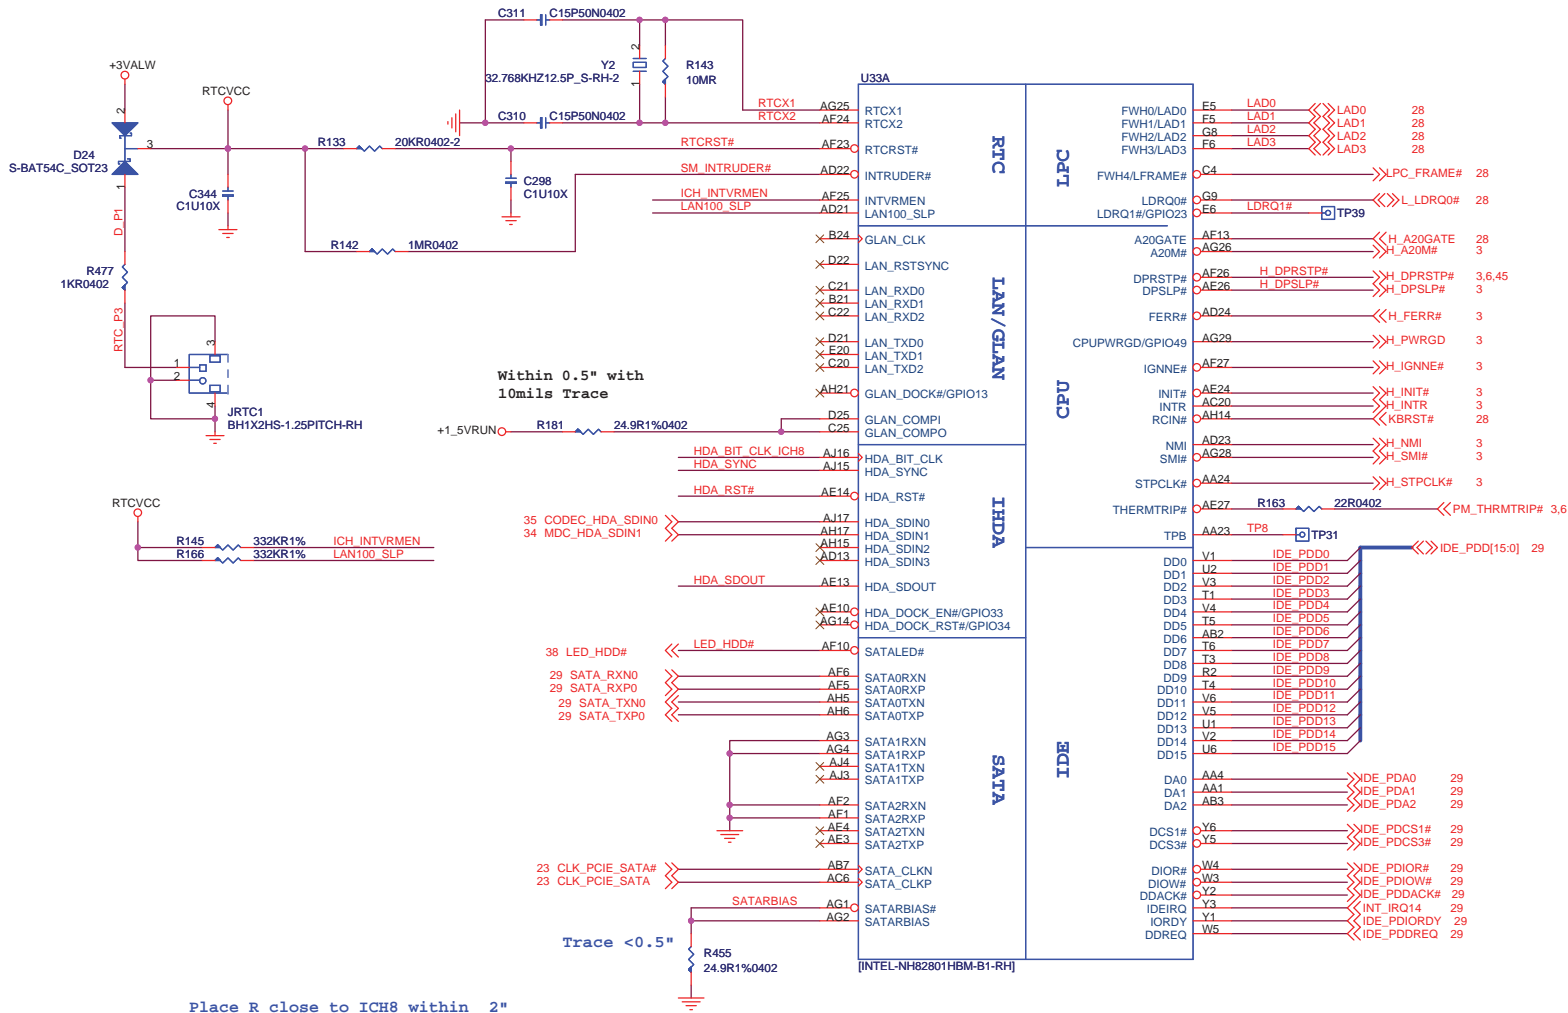 C311 C15P50N0402
Y2
32.768KHZ12.5P_S-RH-2
2
1
R143
10MR
C310 C15P50N0402
+3VALW
RTCVCC
2
3
1
D24
S-BAT54C_SOT23
C344
C1U10X
R133 20KR0402-2
C298
C1U10X
R142 1MR0402
D_P1
R477
1KR0402
RTC_P3
1
2
3
4
JRTC1
BH1X2HS-1.25PITCH-RH
RTCVCC
R145 332KR1% ICH_INTVRMEN
R166 332KR1% LAN100_SLP
Within 0.5" with
10mils Trace
+1_5VRUN R181 24.9R1%0402
U33A
RTC
LAN/GLAN
IHDA
SATA
LPC
CPU
IDE
RTCX1 AG25 RTCX1
RTCX2 AF24 RTCX2
RTCRST# AF23 RTCRST#
SM_INTRUDER# AD22 INTRUDER#
ICH_INTVRMEN AF25 INTVRMEN
LAN100_SLP AD21 LAN100_SLP
B24 GLAN_CLK
D22 LAN_RSTSYNC
C21 LAN_RXD0
B21 LAN_RXD1
C22 LAN_RXD2
D21 LAN_TXD0
E20 LAN_TXD1
C20 LAN_TXD2
AH21 GLAN_DOCK#/GPIO13
D25 GLAN_COMPI
C25 GLAN_COMPO
HDA_BIT_CLK_ICH8 AJ16 HDA_BIT_CLK
HDA_SYNC AJ15 HDA_SYNC
HDA_RST# AE14 HDA_RST#
35 CODEC_HDA_SDIN0 AJ17 HDA_SDIN0
34 MDC_HDA_SDIN1 AH17 HDA_SDIN1
AH15 HDA_SDIN2
AD13 HDA_SDIN3
HDA_SDOUT AE13 HDA_SDOUT
AE10 HDA_DOCK_EN#/GPIO33
AG14 HDA_DOCK_RST#/GPIO34
38 LED_HDD# LED_HDD# AF10 SATALED#
29 SATA_RXN0 AF6 SATA0RXN
29 SATA_RXP0 AF5 SATA0RXP
29 SATA_TXN0 AH5 SATA0TXN
29 SATA_TXP0 AH6 SATA0TXP
AG3 SATA1RXN
AG4 SATA1RXP
AJ4 SATA1TXN
AJ3 SATA1TXP
AF2 SATA2RXN
AF1 SATA2RXP
AE4 SATA2TXN
AE3 SATA2TXP
23 CLK_PCIE_SATA# AB7 SATA_CLKN
23 CLK_PCIE_SATA AC6 SATA_CLKP
SATARBIAS AG1 SATARBIAS#
AG2 SATARBIAS
Trace <0.5"
R455
24.9R1%0402
[INTEL-NH82801HBM-B1-RH]
FWH0/LAD0 E5 LAD0 LAD0 28
FWH1/LAD1 F5 LAD1 LAD1 28
FWH2/LAD2 G8 LAD2 LAD2 28
FWH3/LAD3 F6 LAD3 LAD3 28
FWH4/LFRAME# C4 LPC_FRAME# 28
LDRQ0# G9 L_LDRQ0# 28
LDRQ1#/GPIO23 E6 LDRQ1# TP39
A20GATE AF13 H_A20GATE 28
A20M# AG26 H_A20M# 3
DPRSTP# AF26 H_DPRSTP# H_DPRSTP# 3,6,45
DPSLP# AE26 H_DPSLP# H_DPSLP# 3
FERR# AD24 H_FERR# 3
CPUPWRGD/GPIO49 AG29 H_PWRGD 3
IGNNE# AF27 H_IGNNE# 3
INIT# AE24 H_INIT# 3
INTR AC20 H_INTR 3
RCIN# AH14 KBRST# 28
NMI AD23 H_NMI 3
SMI# AG28 H_SMI# 3
STPCLK# AA24 H_STPCLK# 3
THERMTRIP# AE27 R163 22R0402 PM_THRMTRIP# 3,6
TPB AA23 TP8 TP31
DD0 V1 IDE_PDD0 IDE_PDD[15:0] 29
DD1 U2 IDE_PDD1
DD2 V3 IDE_PDD2
DD3 T1 IDE_PDD3
DD4 V4 IDE_PDD4
DD5 T5 IDE_PDD5
DD6 AB2 IDE_PDD6
DD7 T6 IDE_PDD7
DD8 T3 IDE_PDD8
DD9 R2 IDE_PDD9
DD10 T4 IDE_PDD10
DD11 V6 IDE_PDD11
DD12 V5 IDE_PDD12
DD13 U1 IDE_PDD13
DD14 V2 IDE_PDD14
DD15 U6 IDE_PDD15
DA0 AA4 IDE_PDA0 29
DA1 AA1 IDE_PDA1 29
DA2 AB3 IDE_PDA2 29
DCS1# Y6 IDE_PDCS1# 29
DCS3# Y5 IDE_PDCS3# 29
DIOR# W4 IDE_PDIOR# 29
DIOW# W3 IDE_PDIOW# 29
DDACK# Y2 IDE_PDDACK# 29
IDEIRQ Y3 INT_IRQ14 29
IORDY Y1 IDE_PDIORDY 29
DDREQ W5 IDE_PDDREQ 29
Place R close to ICH8 within 2"